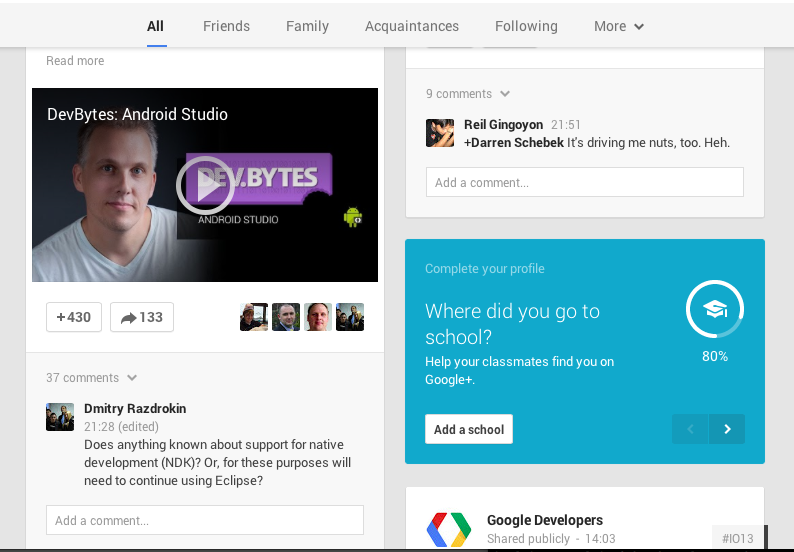 All Friends Family Acquaintances Following More
Read more
DevBytes: Android Studio
DEV.BYTES
ANDROID STUDIO
+430 133
37 comments
Dmitry Razdrokin
21:28 (edited)
Does anything known about support for native
development (NDK)? Or, for these purposes will
need to continue using Eclipse?
Add a comment...
9 comments
Reil Gingoyon 21:51
+Darren Schebek It's driving me nuts, too. Heh.
Add a comment...
Complete your profile
Where did you go to
school?
Help your classmates find you on
Google+.
80%
Add a school
Google Developers
Shared publicly - 14:03
#IO13